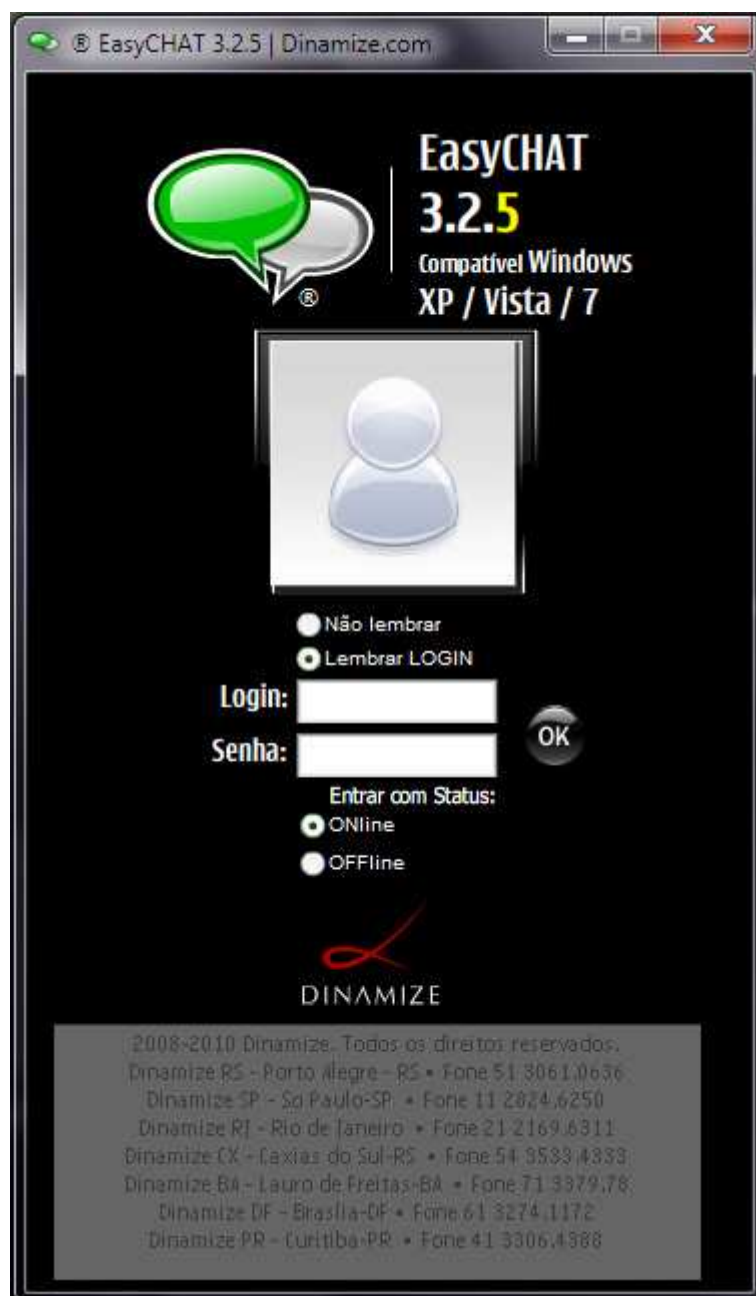 ® EasyCHAT 3.2.5 | Dinamize.com
EasyCHAT
3.2.5
Compatível Windows
XP / Vista / 7
®
Não lembrar
Lembrar LOGIN
Login:
OK
Senha:
Entrar com Status:
ONline
OFFline
DINAMIZE
2008-2010 Dinamize. Todos os direitos reservados.
Dinamize RS - Porto Alegre - RS • Fone 51 3061.0636
Dinamize SP - So Paulo-SP • Fone 11 2824.6250
Dinamize RJ - Rio de Janeiro • Fone 21 2169.6311
Dinamize CX - Caxias do Sul-RS • Fone 54 3533.4333
Dinamize BA - Lauro de Freitas-BA • Fone 71 3379.78
Dinamize DF - Braslia-DF • Fone 61 3274.1172
Dinamize PR - Curitiba-PR • Fone 41 3306.4388